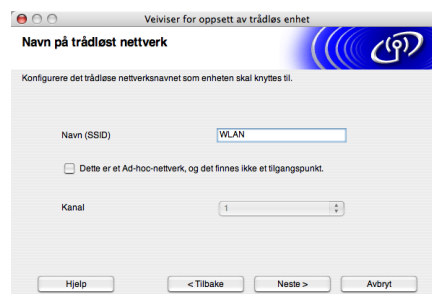 Veiviser for oppsett av trådløs enhet
Navn på trådløst nettverk
Konfigurere det trådløse nettverksnavnet som enheten skal knyttes til.
Navn (SSID) WLAN
Dette er et Ad-hoc-nettverk, og det finnes ikke et tilgangspunkt.
Kanal 1
Hjelp < Tilbake Neste > Avbryt